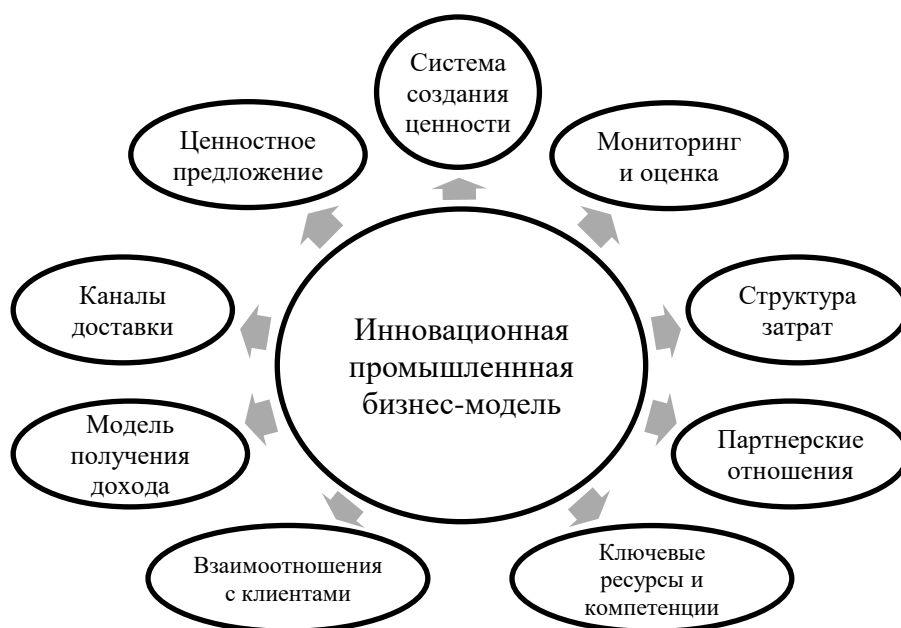 Система
создания
ценности
Ценностное
предложение
Мониторинг
и оценка
Каналы
доставки
Структура
затрат
Инновационная
промышленнная
бизнес-модель
Модель
получения
дохода
Партнерские
отношения
Взаимоотношения
с клиентами
Ключевые
ресурсы и
компетенции